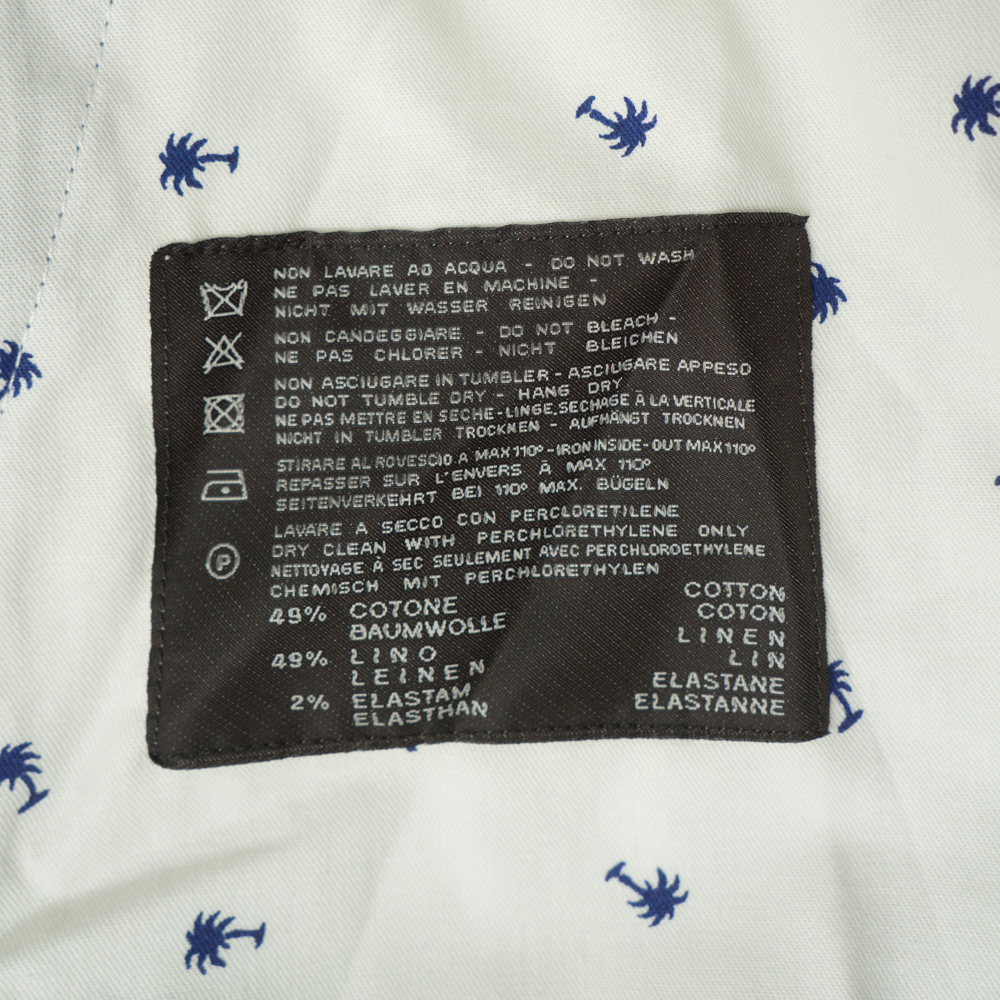 NON LAVARE AD ACQUA - DO NOT WASH
NE PAS LAVER EN MACHINE -
NICHT MIT WASSER REINIGEN
NON CANDEGGIARE - DO NOT BLEACH -
NE PAS CHLORER - NICHT BLEICHEN
NON ASCIUGARE IN TUMBLER - ASCIUGARE APPESO
DO NOT TUMBLE DRY - HANG DRY
NE PAS METTRE EN SECHE-LINGE, SECHAGE À LA VERTICALE
NICHT IN TUMBLER TROCKNEN - AUFHÄNGT TROCKNEN
STIRARE AL ROVESCIO A MAX 110° - IRON INSIDE-OUT MAX 110°
REPASSER SUR L'ENVERS À MAX 110°
SEITENVERKEHRT BEI 110° MAX. BÜGELN
LAVARE A SECCO CON PERCLORETILENE
P DRY CLEAN WITH PERCHLORETHYLENE ONLY
NETTOYAGE À SEC SEULEMENT AVEC PERCHLOROETHYLENE
CHEMISCH MIT PERCHLORETHYLEN
49% COTONE COTTON
BAUMWOLLE COTON
49% LINO LINEN
LEINEN LIN
2% ELASTAM ELASTANE
ELASTHAN ELASTANNE